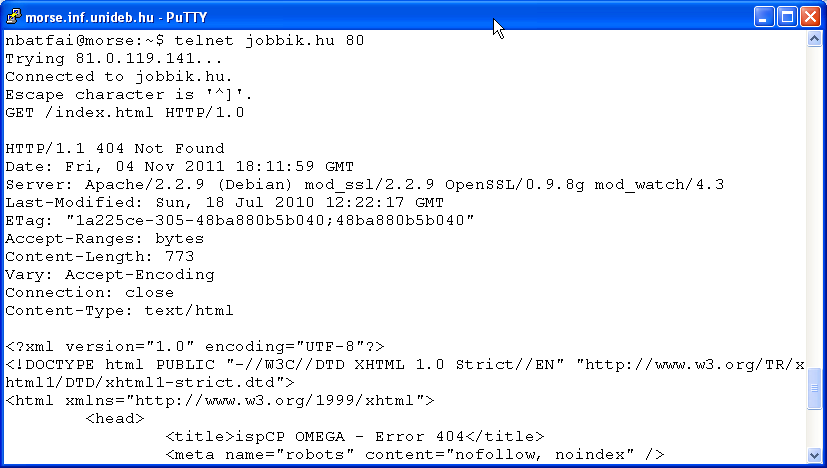 morse.inf.unideb.hu - PuTTY
nbatfai@morse:~$ telnet jobbik.hu 80
Trying 81.0.119.141...
Connected to jobbik.hu.
Escape character is '^]'.
GET /index.html HTTP/1.0

HTTP/1.1 404 Not Found
Date: Fri, 04 Nov 2011 18:11:59 GMT
Server: Apache/2.2.9 (Debian) mod_ssl/2.2.9 OpenSSL/0.9.8g mod_watch/4.3
Last-Modified: Sun, 18 Jul 2010 12:22:17 GMT
ETag: "1a225ce-305-48ba880b5b040;48ba880b5b040"
Accept-Ranges: bytes
Content-Length: 773
Vary: Accept-Encoding
Connection: close
Content-Type: text/html

<?xml version="1.0" encoding="UTF-8"?>
<!DOCTYPE html PUBLIC "-//W3C//DTD XHTML 1.0 Strict//EN" "http://www.w3.org/TR/x
html1/DTD/xhtml1-strict.dtd">
<html xmlns="http://www.w3.org/1999/xhtml">
        <head>
                <title>ispCP OMEGA - Error 404</title>
                <meta name="robots" content="nofollow, noindex" />